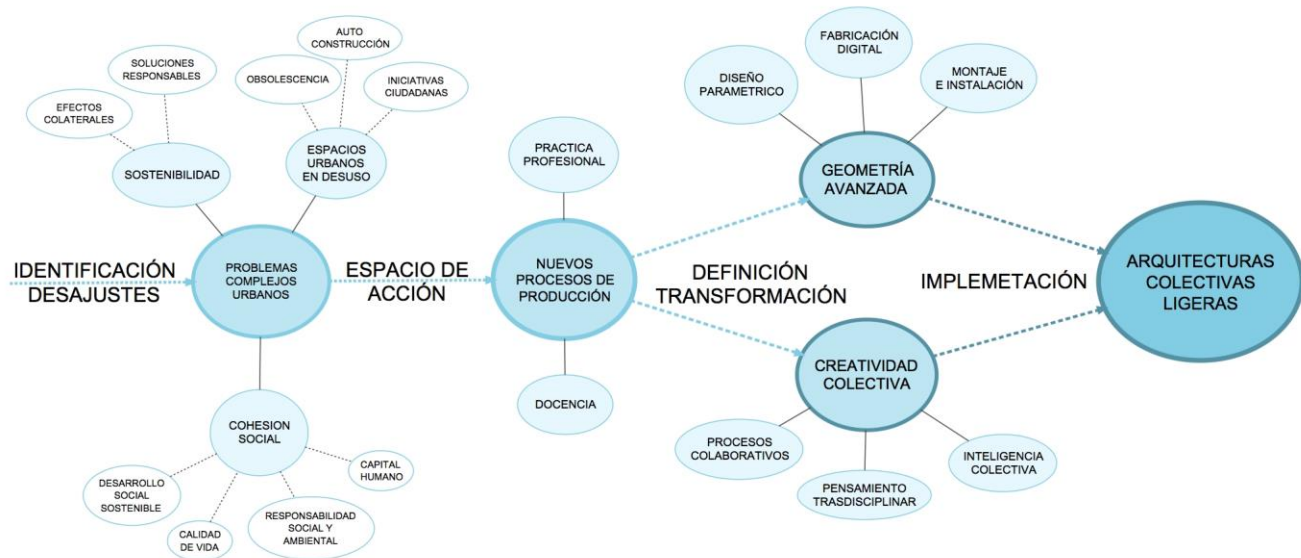 AUTO
CONSTRUCCIÓN
SOLUCIONES
RESPONSABLES
OBSOLESCENCIA
INICIATIVAS
CIUDADANAS
EFECTOS
COLATERALES
SOSTENIBILIDAD
ESPACIOS
URBANOS
EN DESUSO
IDENTIFICACIÓN
DESAJUSTES
PROBLEMAS
COMPLEJOS
URBANOS
COHESION
SOCIAL
DESARROLLO
SOCIAL
SOSTENIBLE
CALIDAD
DE VIDA
RESPONSABILIDAD
SOCIAL Y
AMBIENTAL
CAPITAL
HUMANO
ESPACIO DE
ACCIÓN
PRACTICA
PROFESIONAL
NUEVOS
PROCESOS DE
PRODUCCIÓN
DOCENCIA
DEFINICIÓN
TRANSFORMACIÓN
DISEÑO
PARAMETRICO
FABRICACIÓN
DIGITAL
MONTAJE
E INSTALACIÓN
GEOMETRÍA
AVANZADA
CREATIVIDAD
COLECTIVA
PROCESOS
COLABORATIVOS
PENSAMIENTO
TRASDISCIPLINAR
INTELIGENCIA
COLECTIVA
IMPLEMETACIÓN
ARQUITECTURAS
COLECTIVAS
LIGERAS